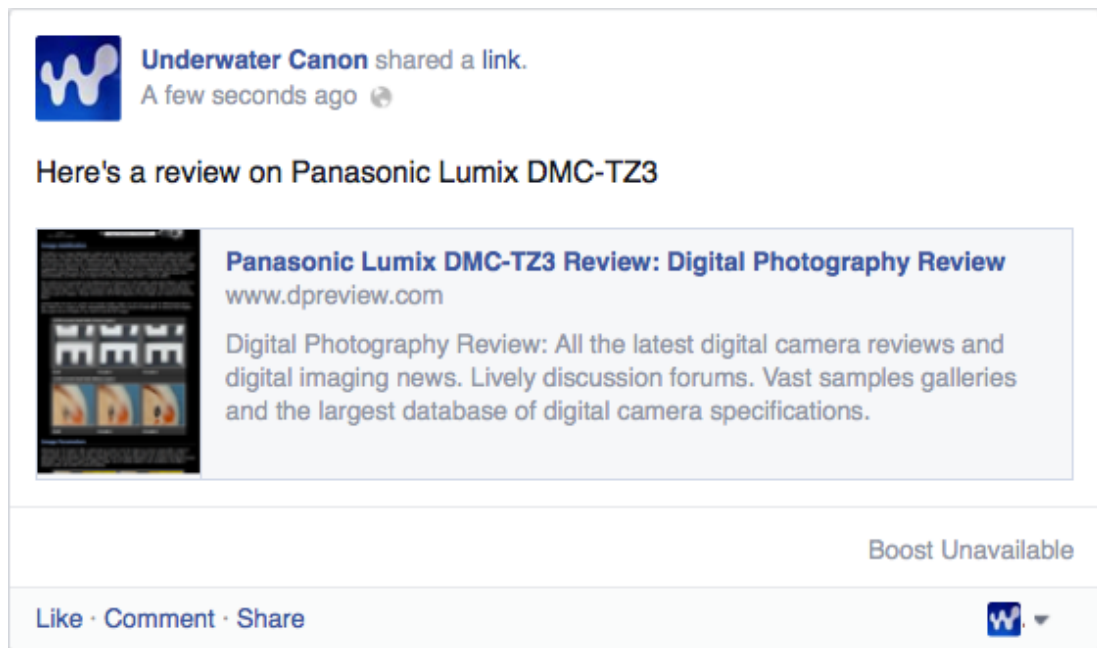 Underwater Canon shared a link.
A few seconds ago
Here's a review on Panasonic Lumix DMC-TZ3
Panasonic Lumix DMC-TZ3 Review: Digital Photography Review
www.dpreview.com
Digital Photography Review: All the latest digital camera reviews and
digital imaging news. Lively discussion forums. Vast samples galleries
and the largest database of digital camera specifications.
Boost Unavailable
Like · Comment · Share